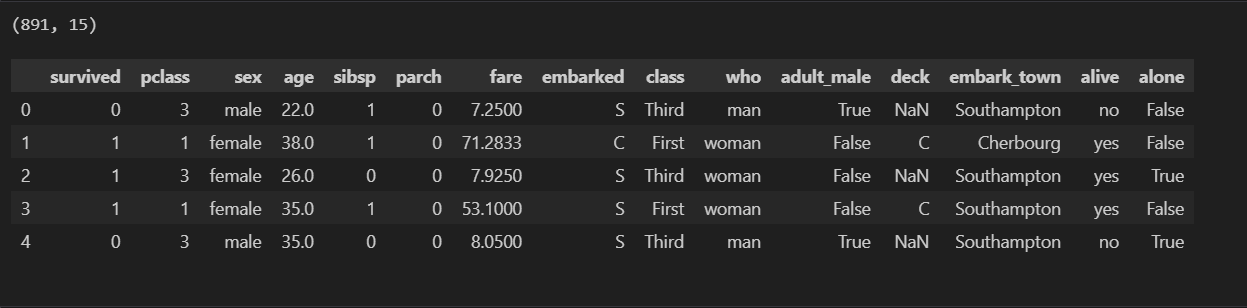 (891, 15)
survived pclass sex age sibsp parch fare embarked class who adult_male deck embark_town alive alone
0 0 3 male 22.0 1 0 7.2500 S Third man True NaN Southampton no False
1 1 1 female 38.0 1 0 71.2833 C First woman False C Cherbourg yes False
2 1 3 female 26.0 0 0 7.9250 S Third woman False NaN Southampton yes True
3 1 1 female 35.0 1 0 53.1000 S First woman False C Southampton yes False
4 0 3 male 35.0 0 0 8.0500 S Third man True NaN Southampton no True